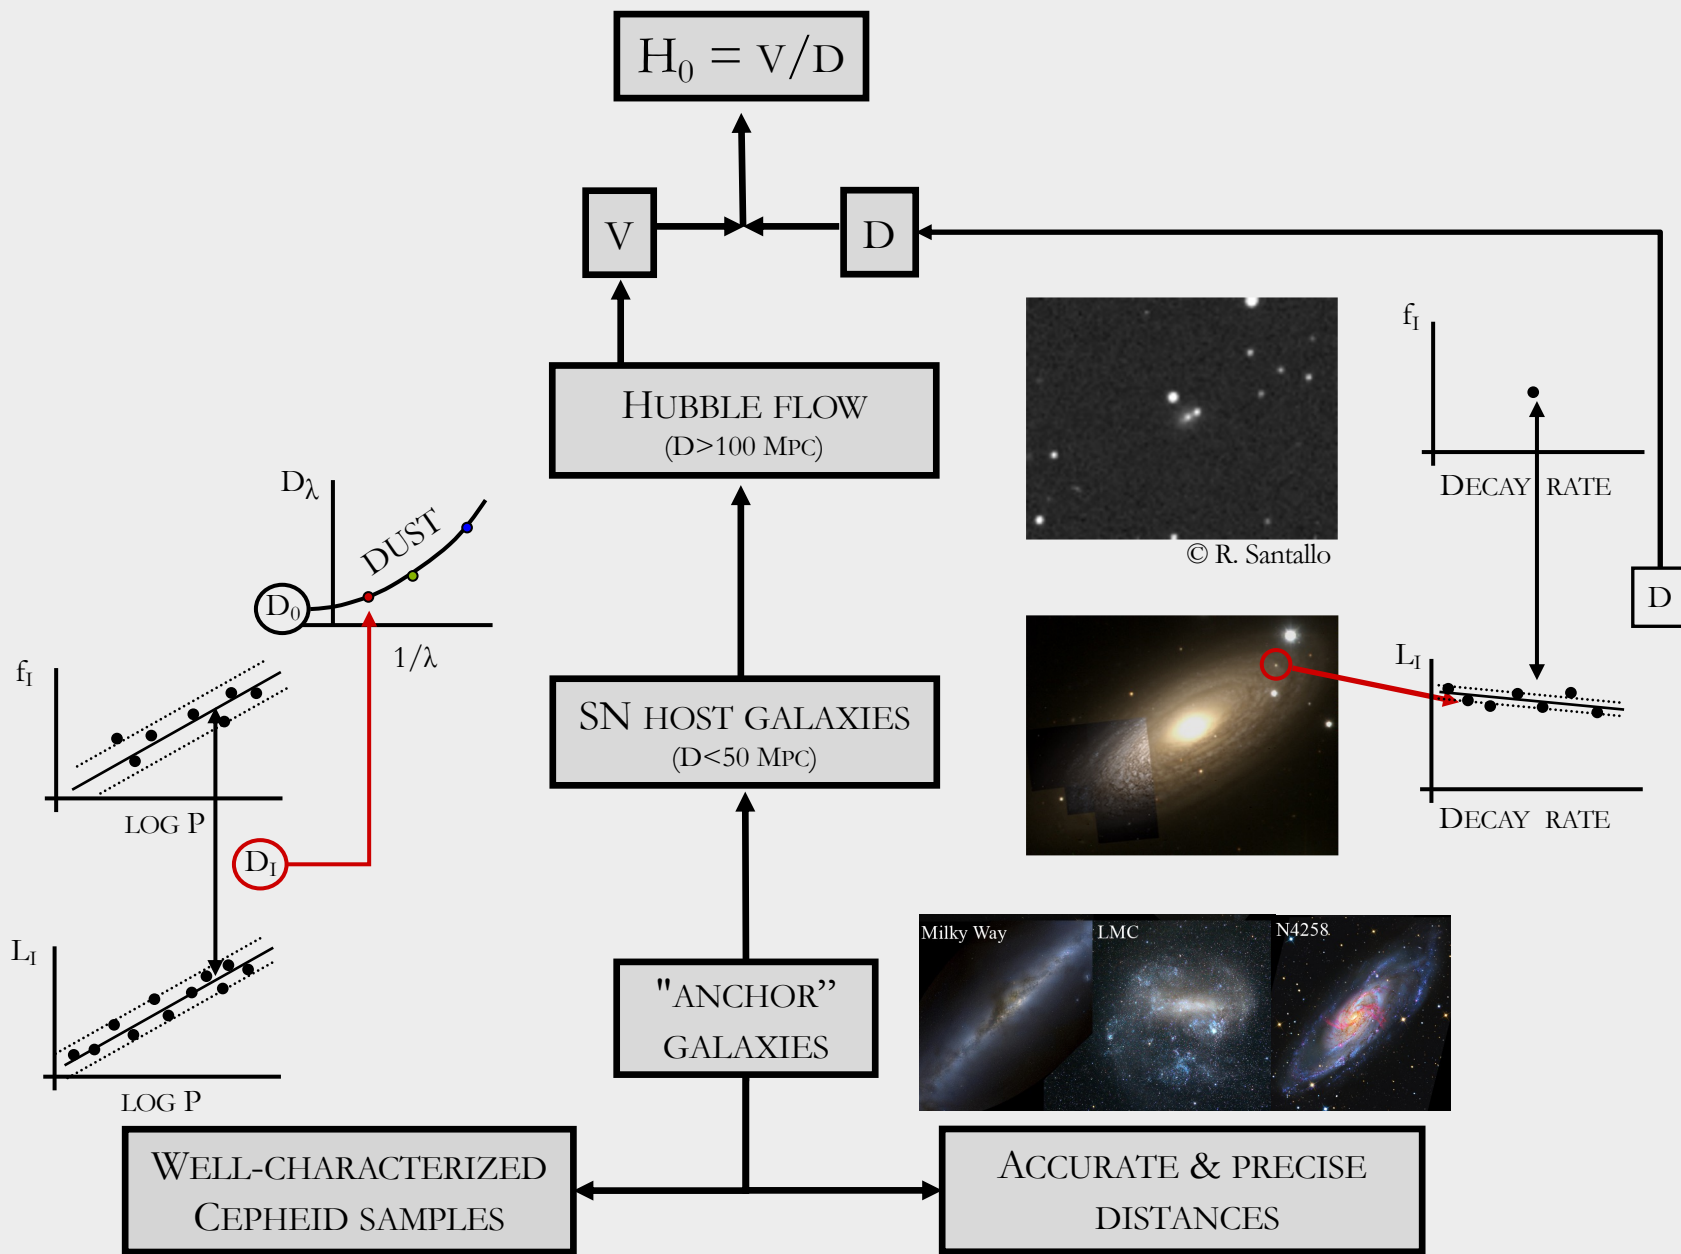 H₀ = V/D
V
D
HUBBLE FLOW
(D>100 MPC)
fI
DECAY RATE
© R. Santallo
D
Dλ
DUST
D₀
1/λ
fI
LOG P
DI
SN HOST GALAXIES
(D<50 MPC)
LI
DECAY RATE
LI
LOG P
"ANCHOR”
GALAXIES
Milky Way
LMC
N4258
WELL-CHARACTERIZED
CEPHEID SAMPLES
ACCURATE & PRECISE
DISTANCES